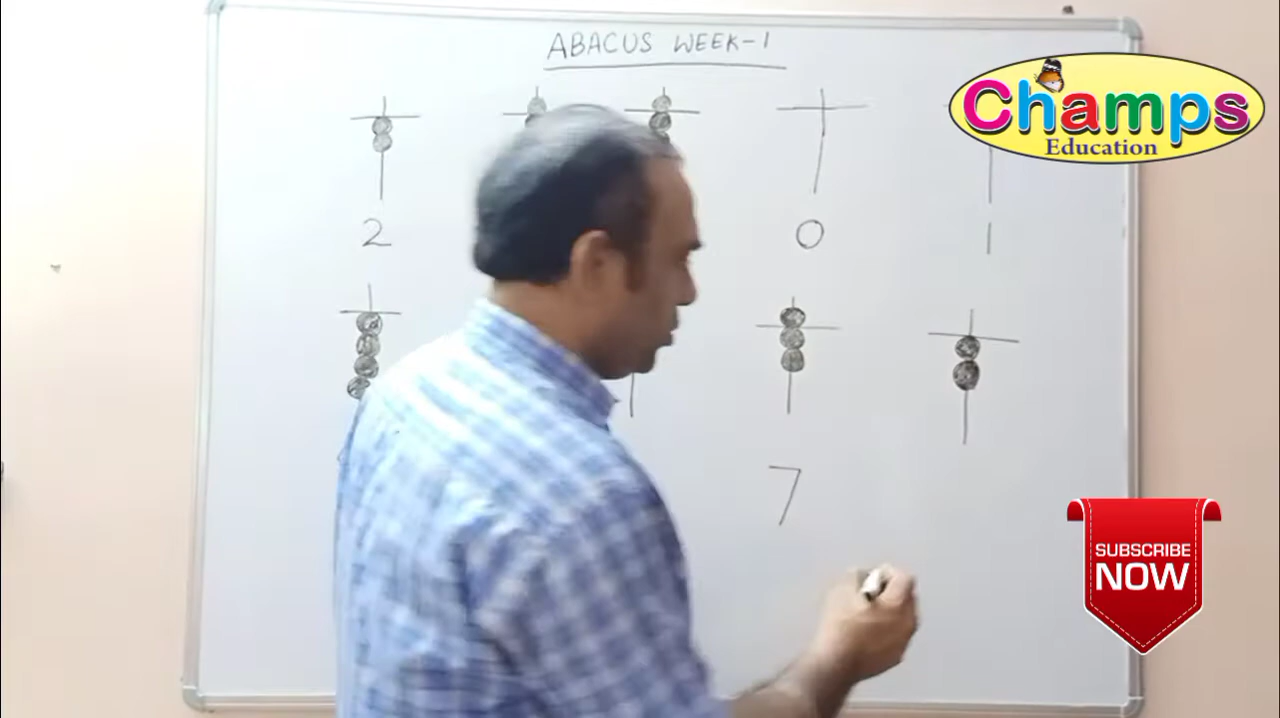 ABACUS WEEK-1
Champs
Education
2 0 1
7
SUBSCRIBE
NOW